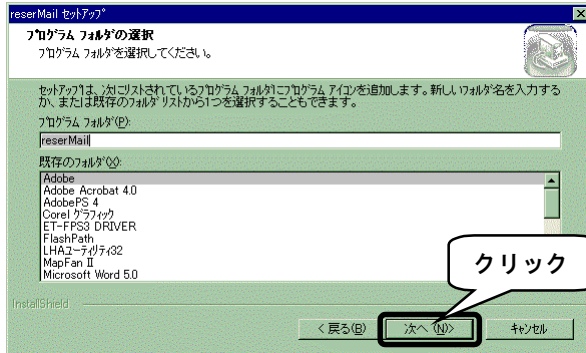 reserMail ｾｯﾄｱｯﾌﾟ
ﾌﾟﾛｸﾞﾗﾑ ﾌｫﾙﾀﾞの選択
ﾌﾟﾛｸﾞﾗﾑ ﾌｫﾙﾀﾞを選択してください。
ｾｯﾄｱｯﾌﾟは、次にﾘｽﾄされているﾌﾟﾛｸﾞﾗﾑ ﾌｫﾙﾀﾞにﾌﾟﾛｸﾞﾗﾑ ｱｲｺﾝを追加します。新しいﾌｫﾙﾀﾞ名を入力する
か、または既存のﾌｫﾙﾀﾞ ﾘｽﾄから1つを選択することもできます。
ﾌﾟﾛｸﾞﾗﾑ ﾌｫﾙﾀﾞ(P):
reserMail
既存のﾌｫﾙﾀﾞ(X):
Adobe
Adobe Acrobat 4.0
AdobePS 4
Corel ｸﾞﾗﾌｨｯｸ
ET-FPS3 DRIVER
FlashPath
LHAﾕｰﾃｨﾘﾃｨ32
MapFan II
Microsoft Word 5.0
クリック
InstallShield
< 戻る(B)
次へ(N)>
ｷｬﾝｾﾙ